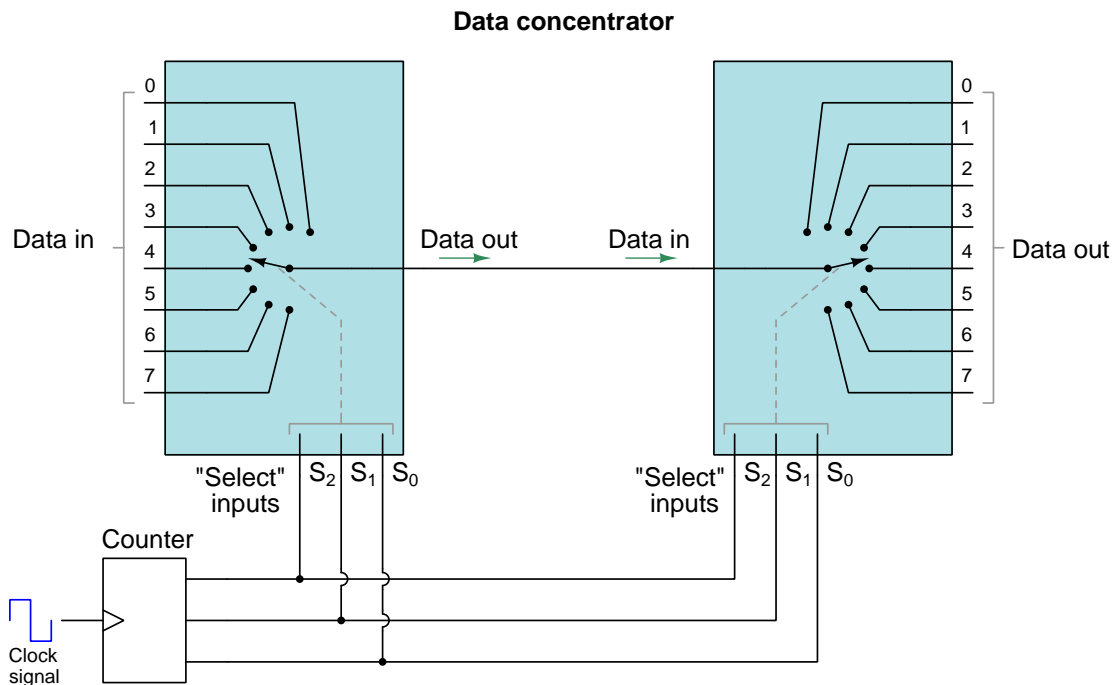 Data concentrator
0
1
2
3
4
5
6
7
Data in
Data out
Data in
0
1
2
3
4
5
6
7
Data out
"Select"
inputs
S₂ S₁ S₀
"Select"
inputs
S₂ S₁ S₀
Counter
Clock
signal